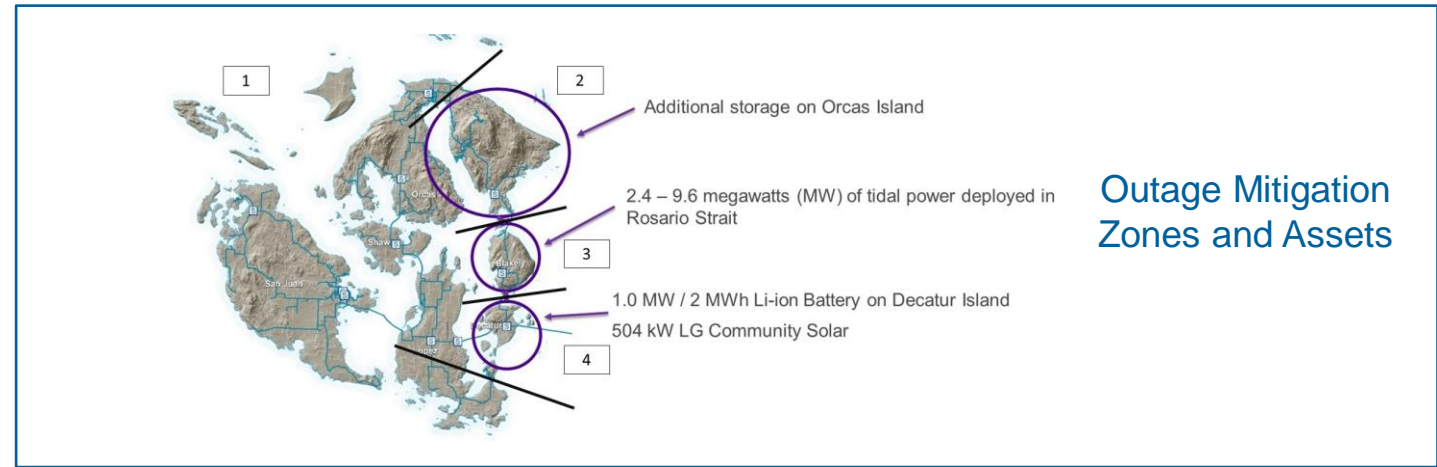 1
2
Additional storage on Orcas Island
Orcas
2.4 – 9.6 megawatts (MW) of tidal power deployed in
Rosario Strait
Outage Mitigation
Zones and Assets
Shaw
3
San Juan
1.0 MW / 2 MWh Li-ion Battery on Decatur Island
504 kW LG Community Solar
4